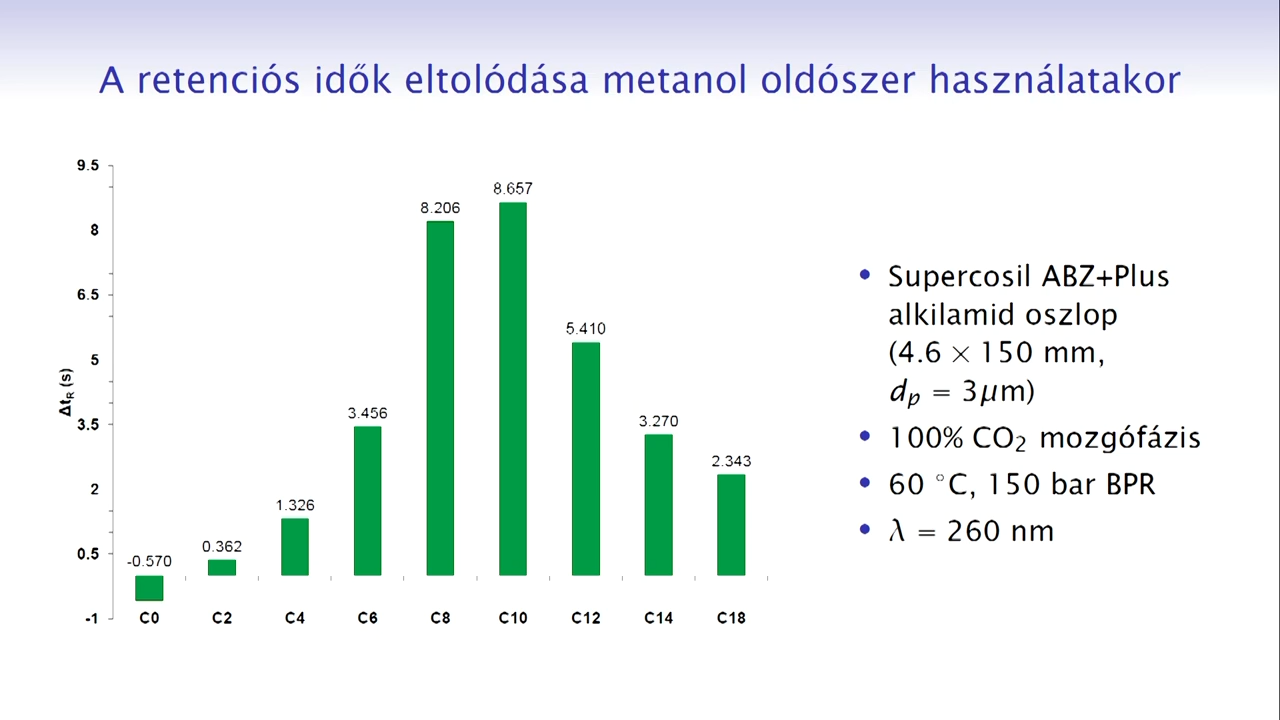 A retenciós idők eltolódása metanol oldószer használatakor
9.5
8
6.5
5
3.5
2
0.5
-1
Δt_R (s)
-0.570
0.362
1.326
3.456
8.206
8.657
5.410
3.270
2.343
C0
C2
C4
C6
C8
C10
C12
C14
C18
• Supercosil ABZ+Plus
alkilamid oszlop
(4.6 × 150 mm,
d_p = 3μm)
• 100% CO₂ mozgófázis
• 60 °C, 150 bar BPR
• λ = 260 nm